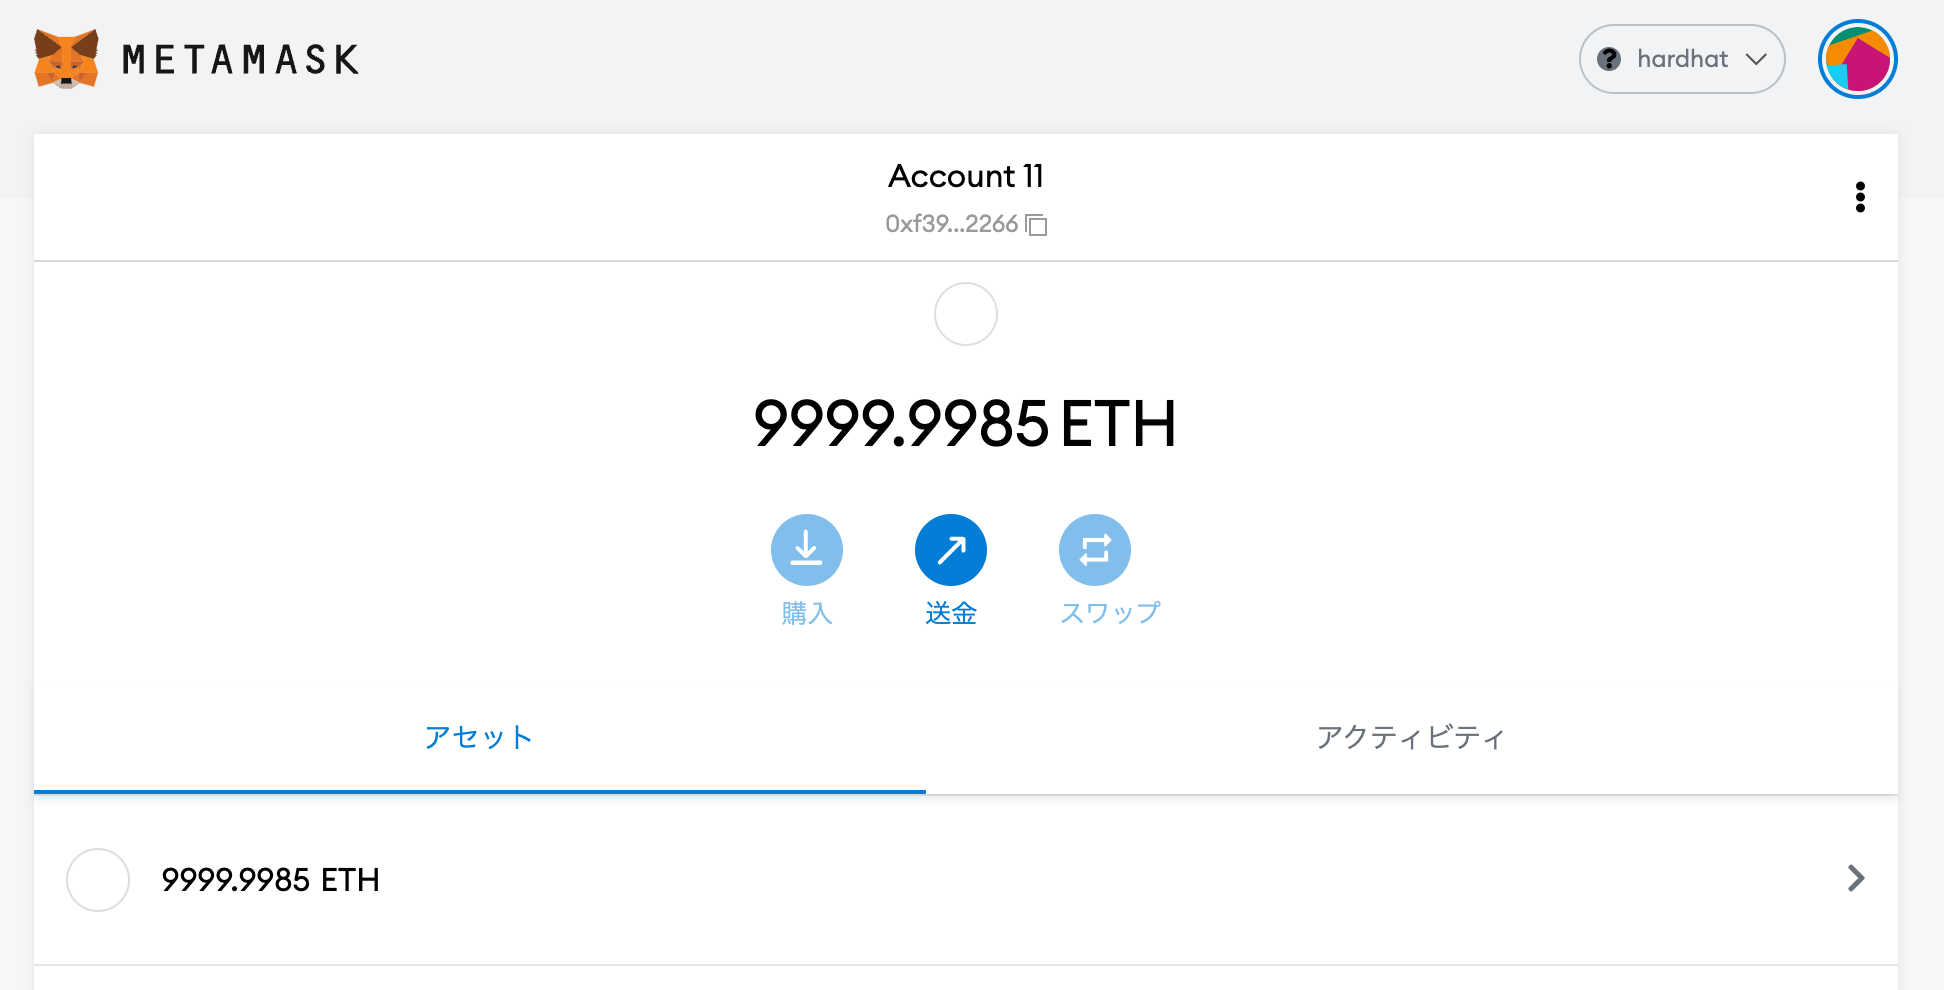 METAMASK
hardhat
Account 11
0xf39...2266
9999.9985 ETH
購入
送金
スワップ
アセット
アクティビティ
9999.9985 ETH